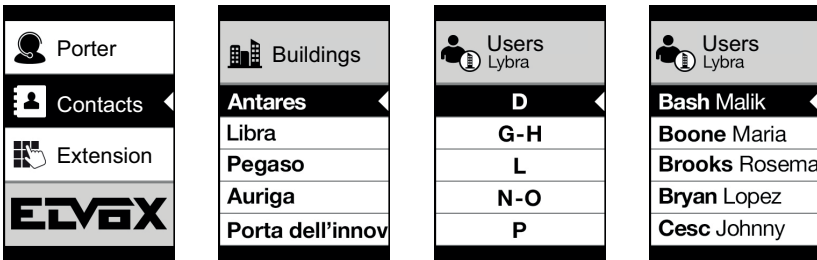 Porter
Contacts
Extension
ELVOX
Buildings
Antares
Libra
Pegaso
Auriga
Porta dell'innov
Users
Lybra
D
G-H
L
N-O
P
Users
Lybra
Bash Malik
Boone Maria
Brooks Rosema
Bryan Lopez
Cesc Johnny